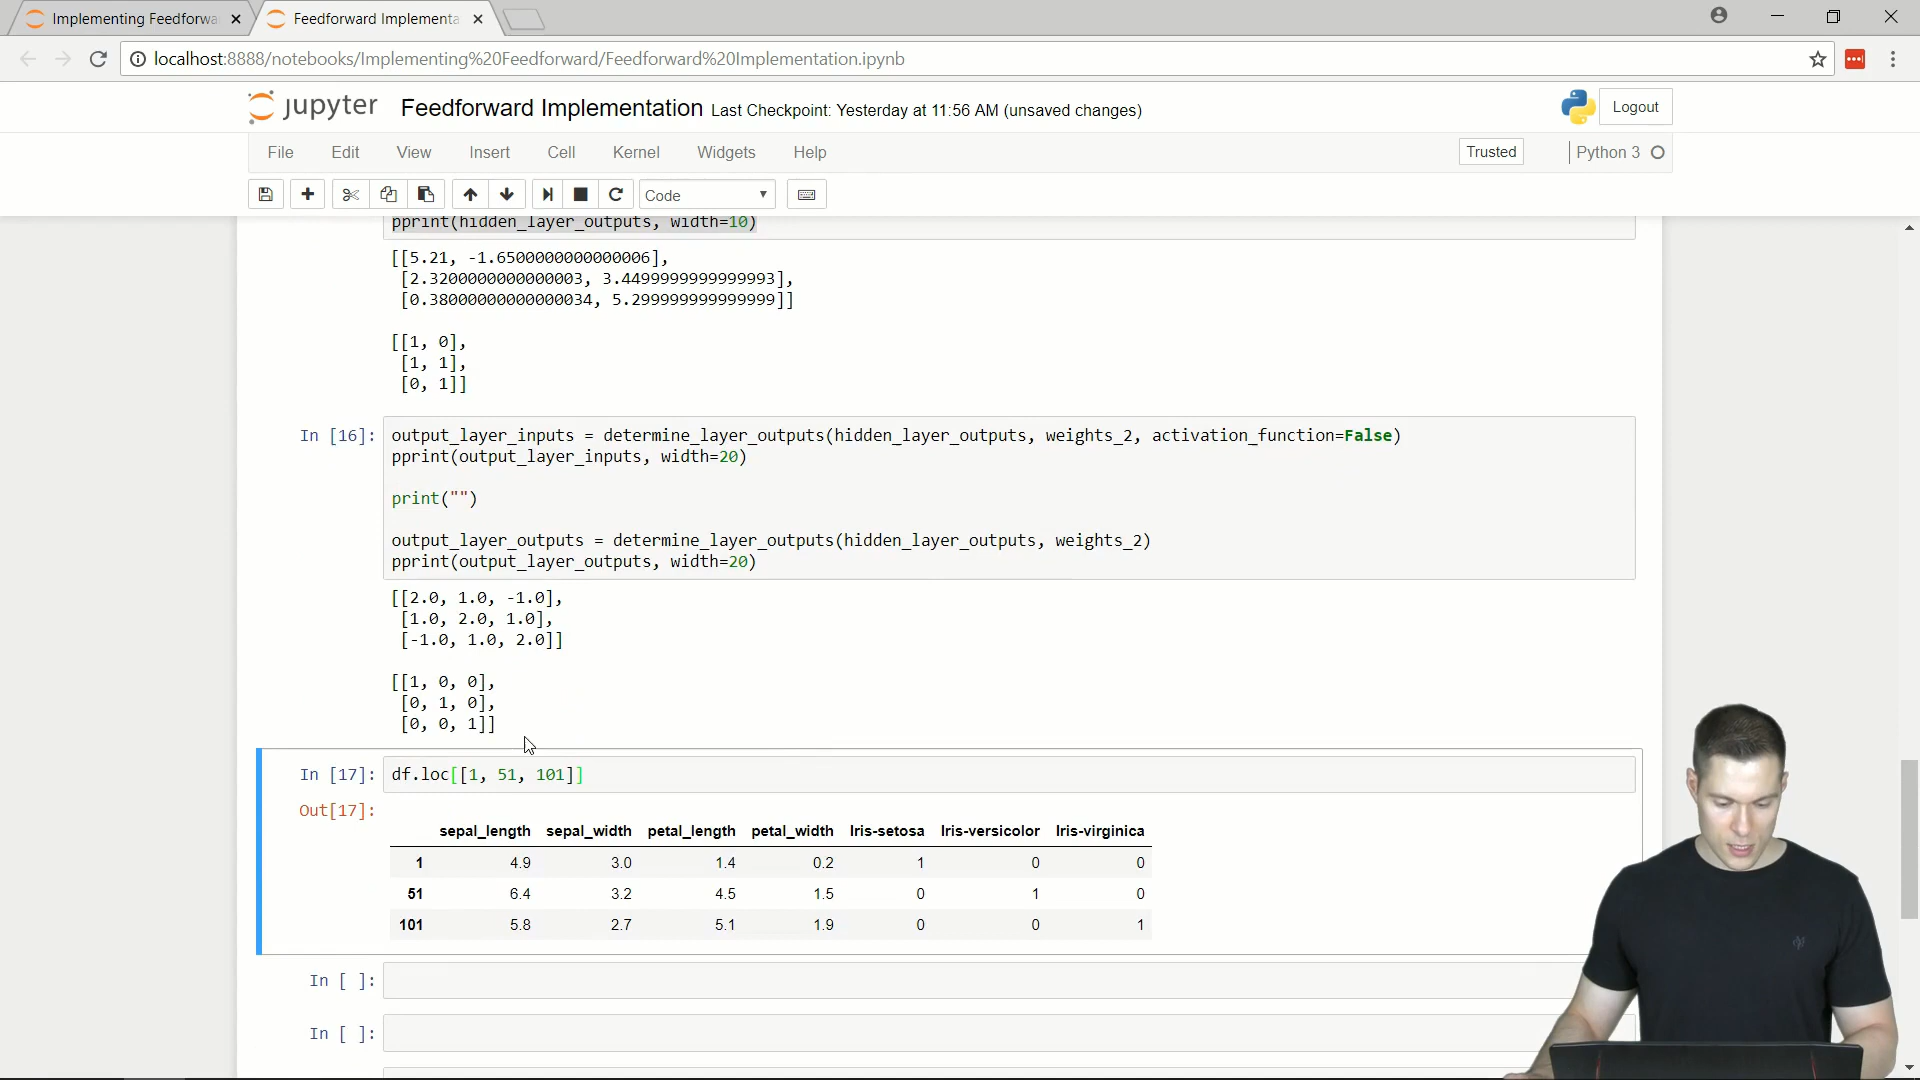 Implementing Feedforwa
Feedforward Implementa
localhost:8888/notebooks/Implementing%20Feedforward/Feedforward%20Implementation.ipynb
jupyter Feedforward Implementation Last Checkpoint: Yesterday at 11:56 AM (unsaved changes) Logout
File Edit View Insert Cell Kernel Widgets Help Trusted Python 3
Code
pprint(hidden_layer_outputs, width=10)
[[5.21, -1.6500000000000006],
[2.3200000000000003, 3.4499999999999993],
[0.38000000000000034, 5.299999999999999]]
[[1, 0],
[1, 1],
[0, 1]]
In [16]: output_layer_inputs = determine_layer_outputs(hidden_layer_outputs, weights_2, activation_function=False)
pprint(output_layer_inputs, width=20)
print("")
output_layer_outputs = determine_layer_outputs(hidden_layer_outputs, weights_2)
pprint(output_layer_outputs, width=20)
[[2.0, 1.0, -1.0],
[1.0, 2.0, 1.0],
[-1.0, 1.0, 2.0]]
[[1, 0, 0],
[0, 1, 0],
[0, 0, 1]]
In [17]: df.loc[[1, 51, 101]]
Out[17]:
sepal_length sepal_width petal_length petal_width Iris-setosa Iris-versicolor Iris-virginica
1 4.9 3.0 1.4 0.2 1 0 0
51 6.4 3.2 4.5 1.5 0 1 0
101 5.8 2.7 5.1 1.9 0 0 1
In [ ]:
In [ ]: